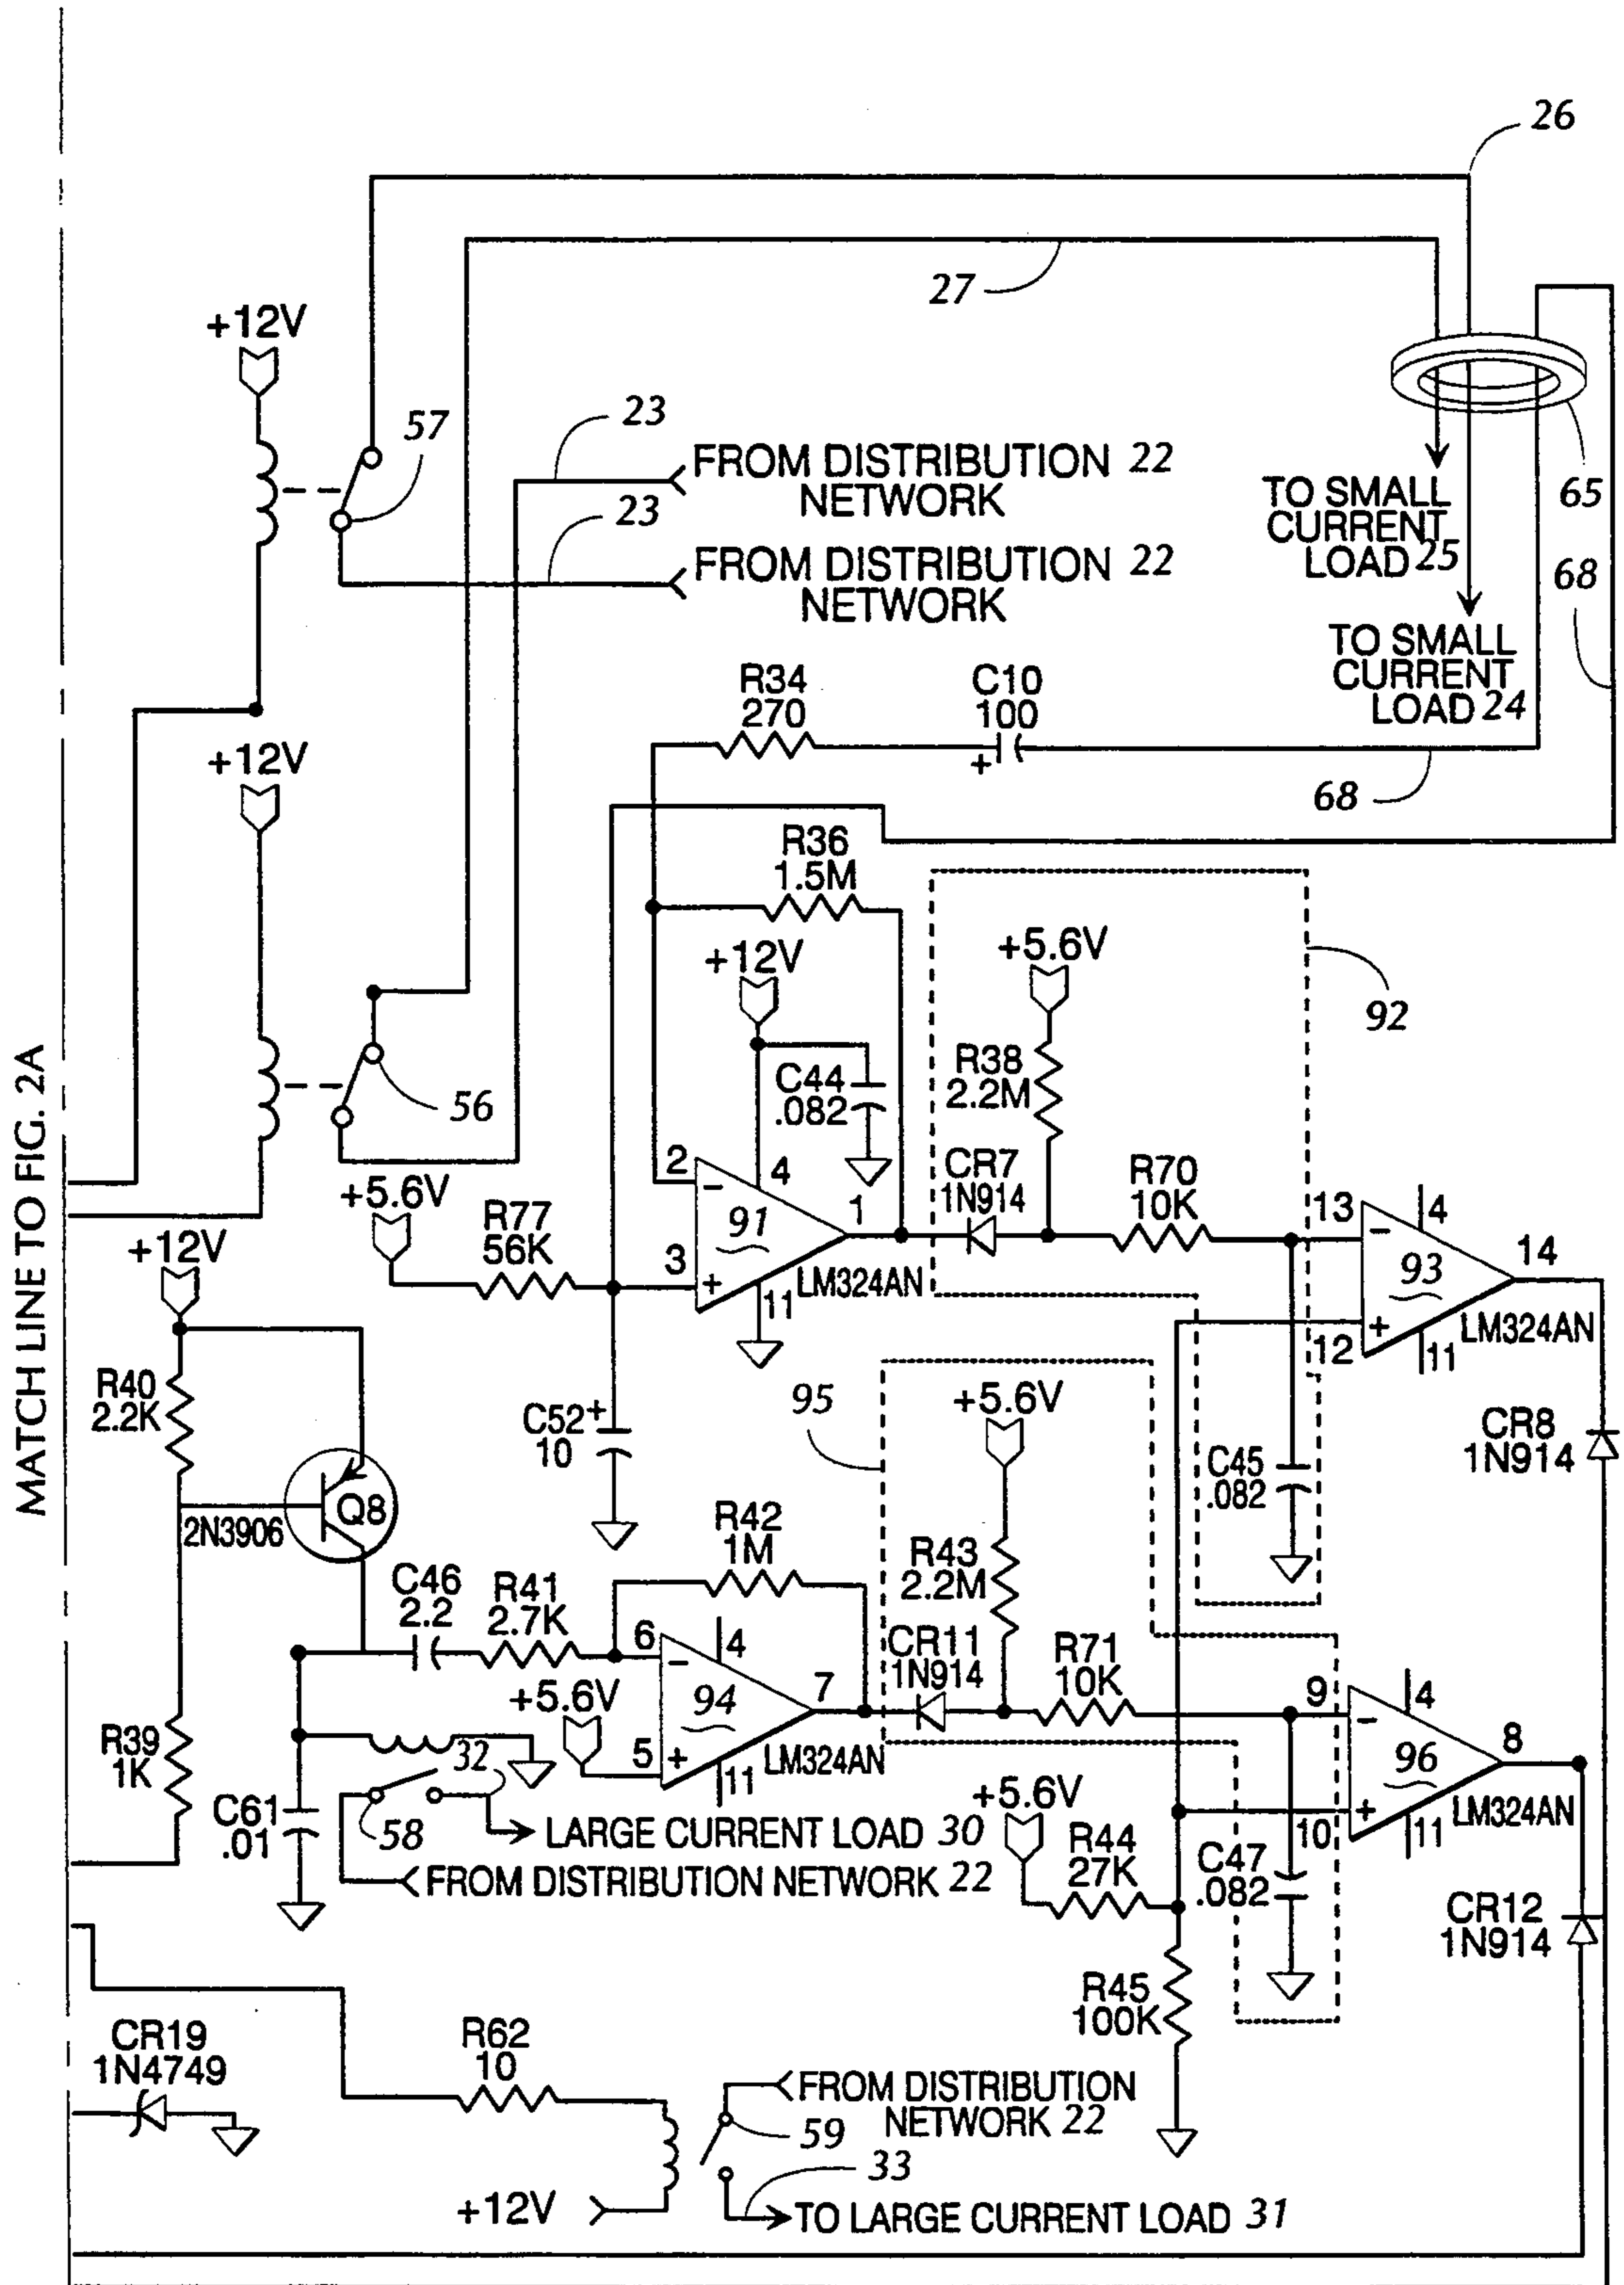 26
27
+12V
57
23
FROM DISTRIBUTION 22
NETWORK
23
FROM DISTRIBUTION 22
NETWORK
TO SMALL
CURRENT
LOAD 25
65
68
TO SMALL
CURRENT
LOAD 24
R34
270
C10
100
+
68
+12V
R36
1.5M
+12V
+5.6V
92
C44
.082
R38
2.2M
56
MATCH LINE TO FIG. 2A
2
4
-
91
1
CR7
1N914
R70
10K
13
4
-
93
14
+5.6V
R77
56K
3
+
11
LM324AN
+
12
11
LM324AN
+12V
R40
2.2K
C52 +
10
95
+5.6V
C45
.082
CR8
1N914
Q8
2N3906
R42
1M
R43
2.2M
C46
2.2
R41
2.7K
6
4
-
94
7
CR11
1N914
R71
10K
9
4
-
96
8
+5.6V
5
+
11
LM324AN
R39
1K
32
C61
.01
58
LARGE CURRENT LOAD 30
FROM DISTRIBUTION NETWORK 22
+5.6V
R44
27K
+
10
11
LM324AN
C47
.082
CR12
1N914
R45
100K
CR19
1N4749
R62
10
FROM DISTRIBUTION
NETWORK 22
59
33
+12V
TO LARGE CURRENT LOAD 31